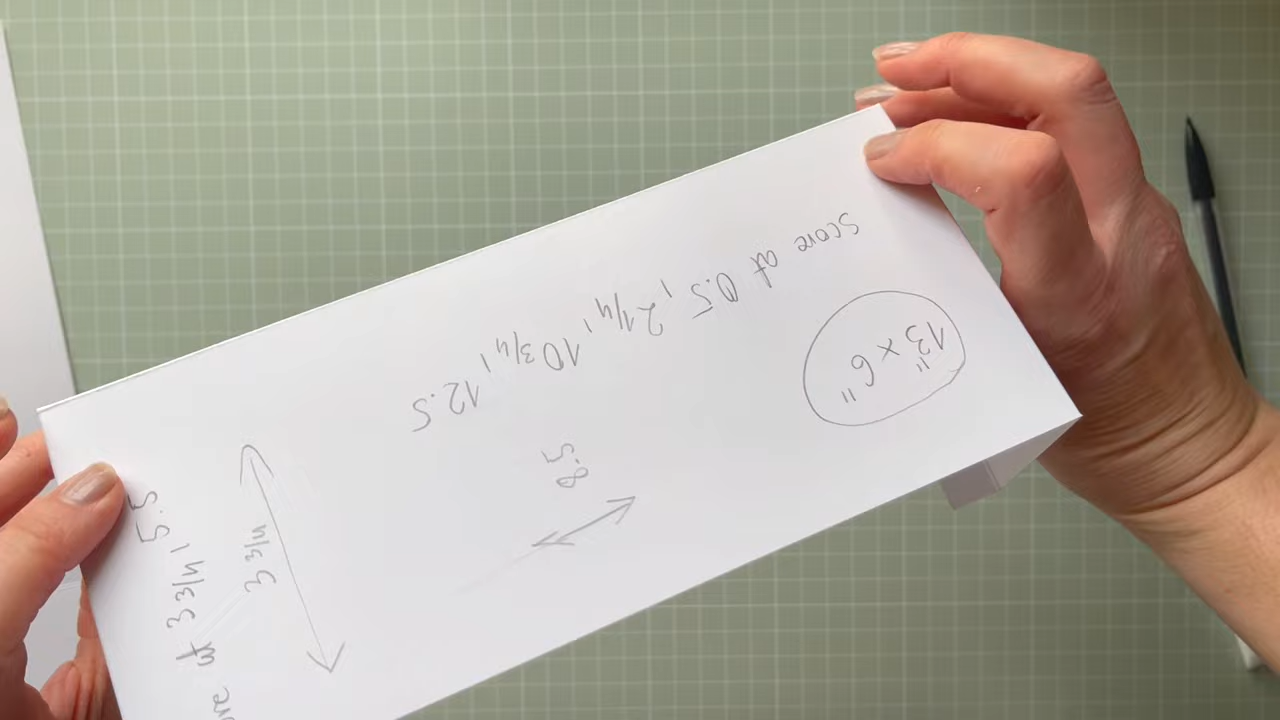 Score at 0.5, 2 1/4, 10 3/4, 12.5
13" x 6"
8.5
3 3/4
at 3 3/4, 5.5